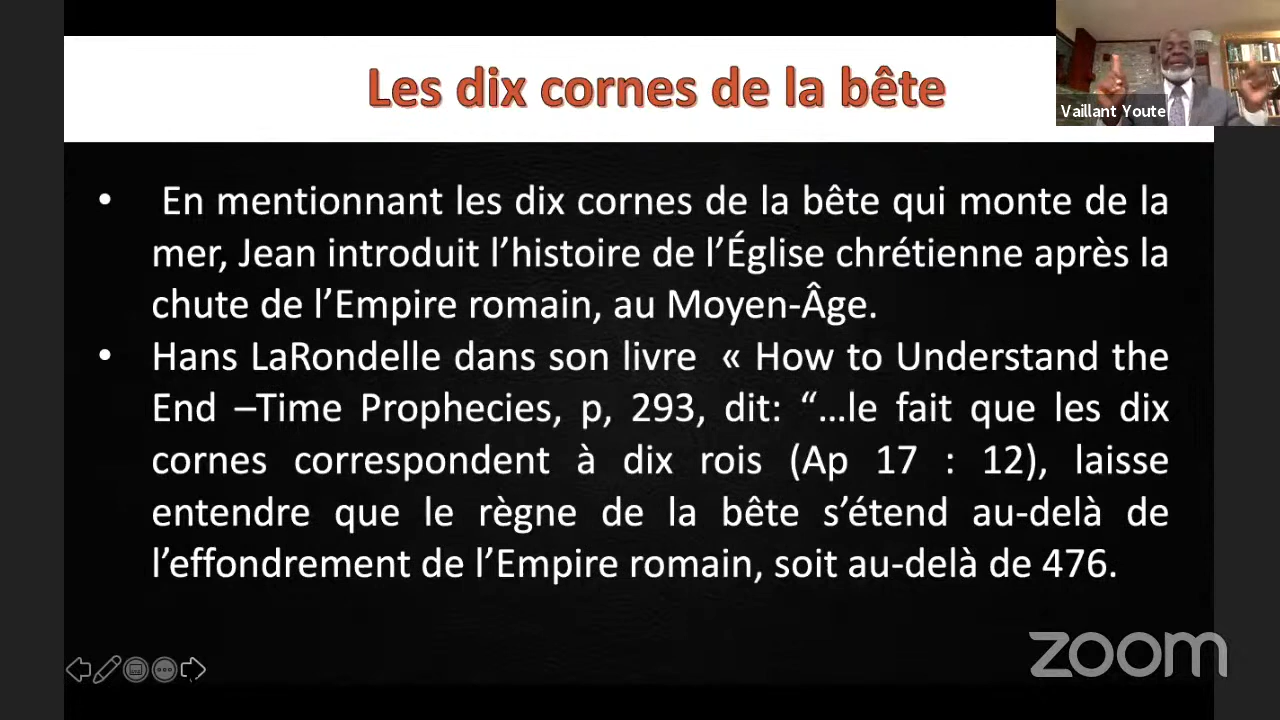 Les dix cornes de la bête
Vaillant Youte
• En mentionnant les dix cornes de la bête qui monte de la
mer, Jean introduit l’histoire de l’Église chrétienne après la
chute de l’Empire romain, au Moyen-Âge.
• Hans LaRondelle dans son livre « How to Understand the
End –Time Prophecies, p, 293, dit: “…le fait que les dix
cornes correspondent à dix rois (Ap 17 : 12), laisse
entendre que le règne de la bête s’étend au-delà de
l’effondrement de l’Empire romain, soit au-delà de 476.
zoom